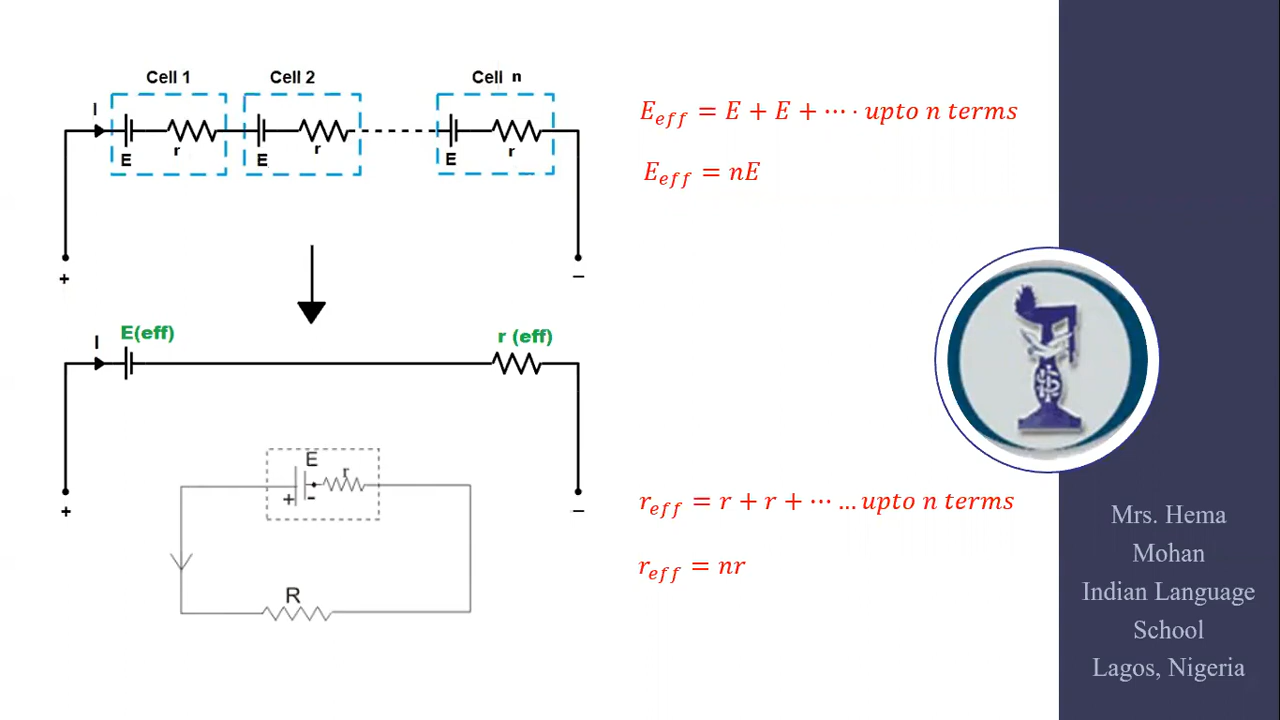 Cell 1
Cell 2
Cell n
I
E
r
E
r
E
r
+
–
E(eff)
r (eff)
I
+
–
E
r
+
-
R
E_eff = E + E + ⋯· upto n terms
E_eff = nE
r_eff = r + r + ⋯ … upto n terms
r_eff = nr
Mrs. Hema
Mohan
Indian Language
School
Lagos, Nigeria